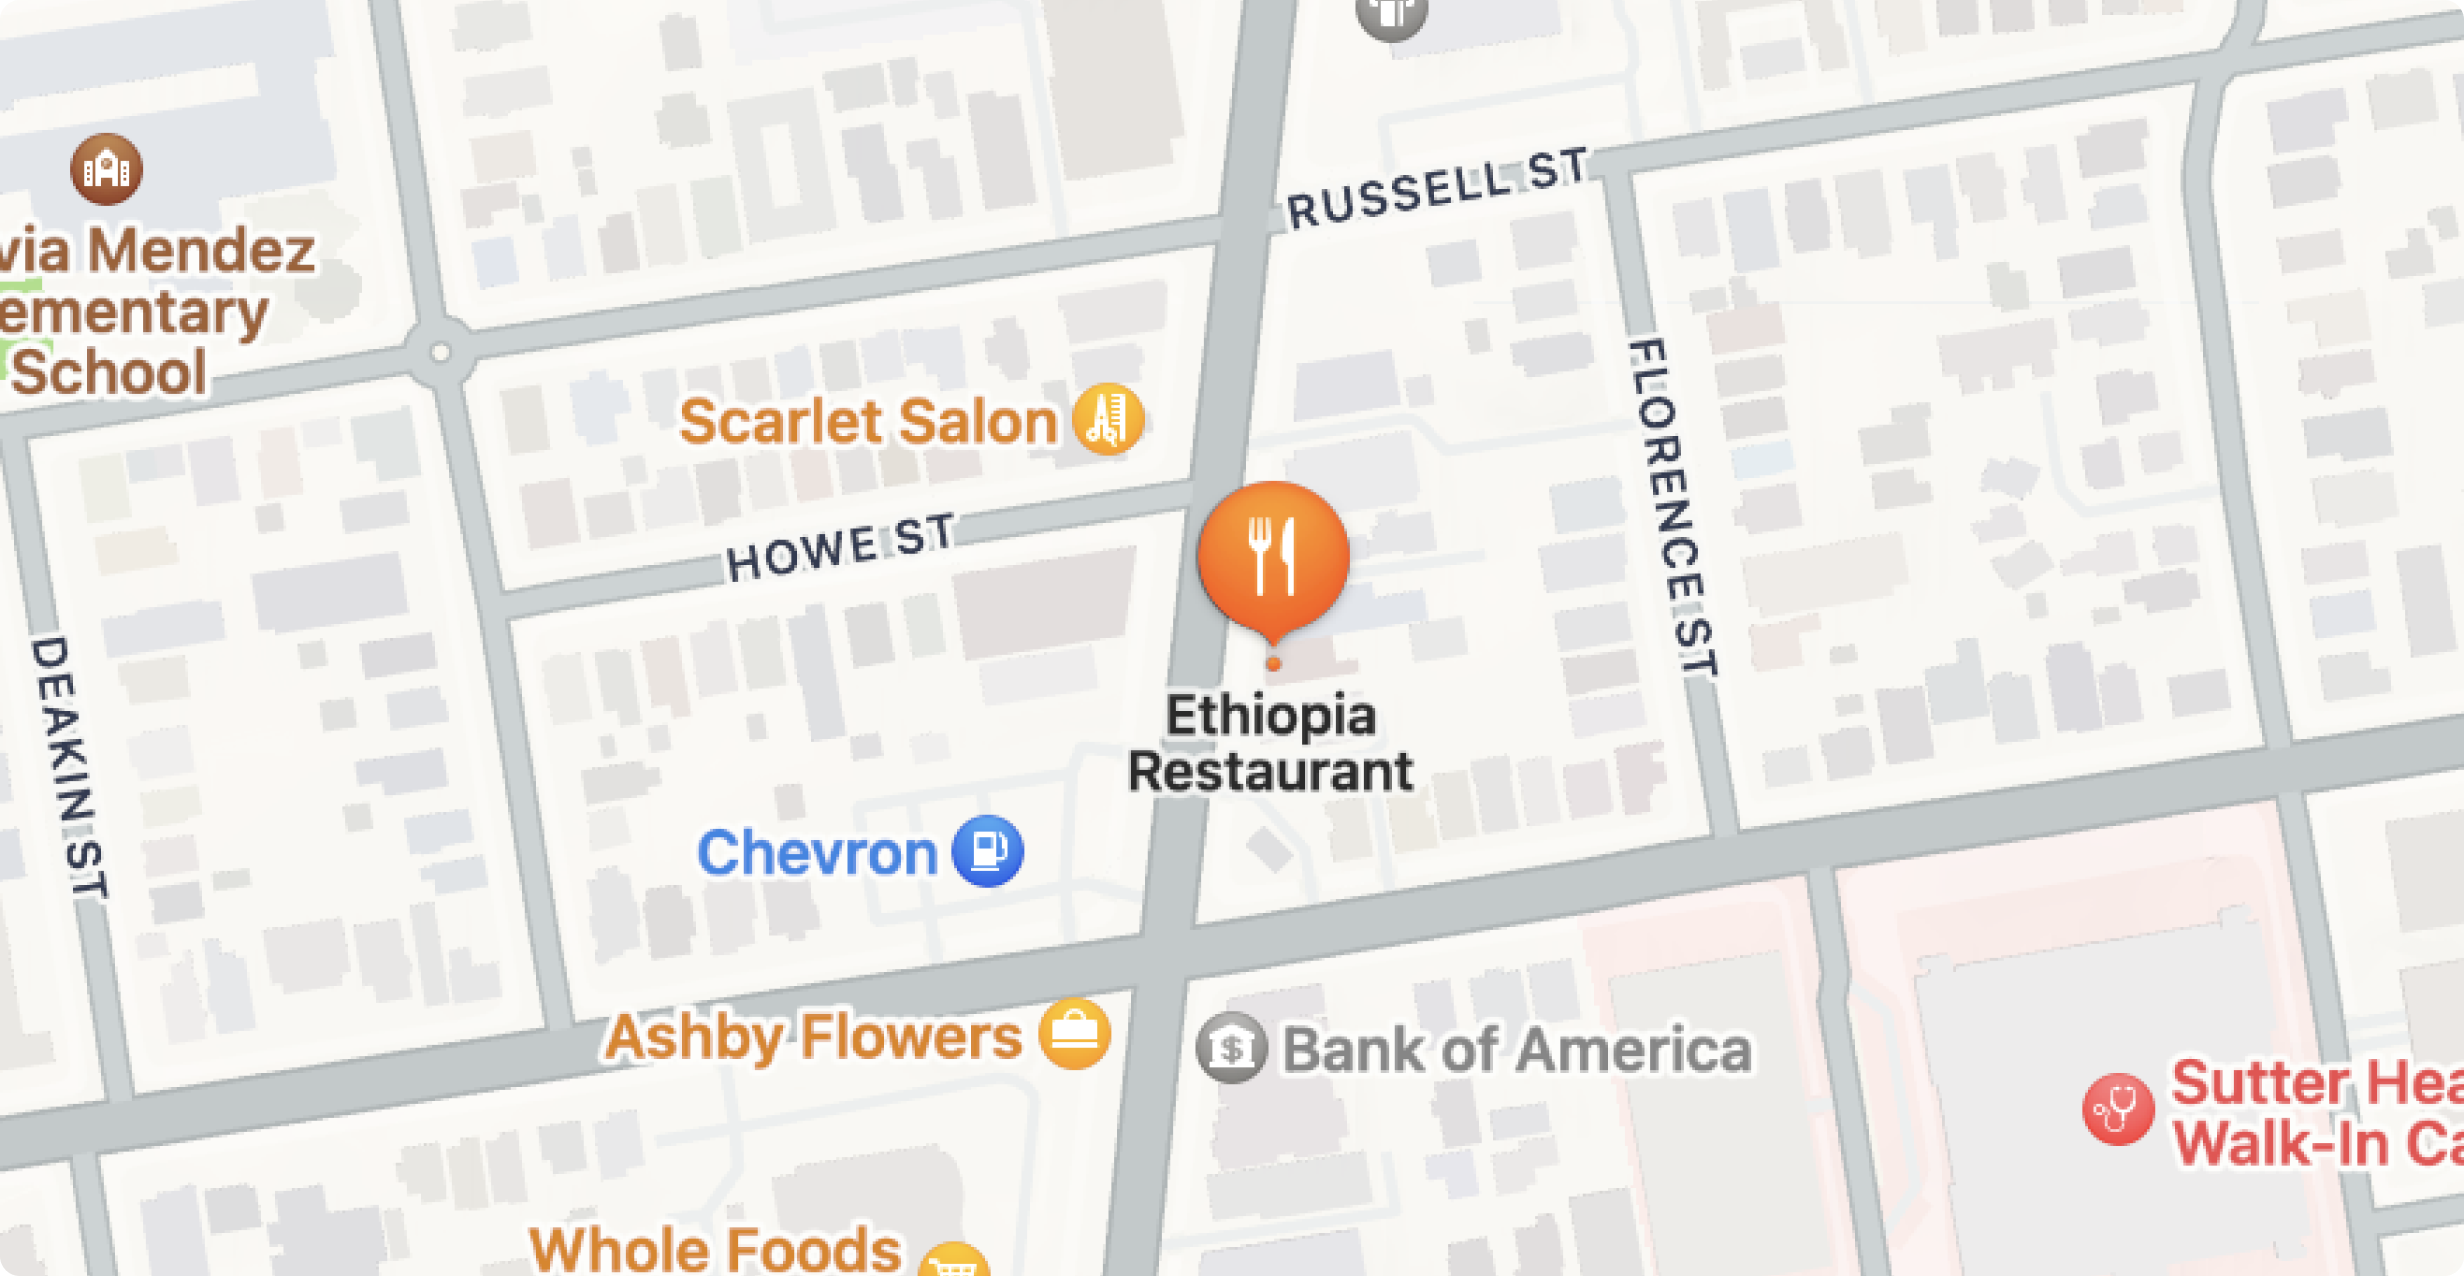 RUSSELL ST
via Mendez
ementary
School
Scarlet Salon
FLORENCE ST
HOWE ST
DEAKIN ST
Ethiopia
Restaurant
Chevron
Ashby Flowers
Bank of America
$
Sutter Hea
Walk-In Ca
Whole Foods